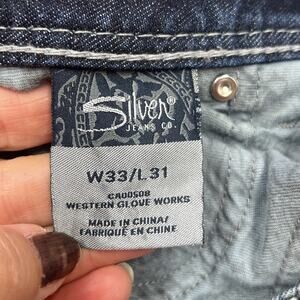 Silver®
JEANS CO.
W33/L31
CA00508
WESTERN GLOVE WORKS
MADE IN CHINA/
FABRIQUÉ EN CHINE